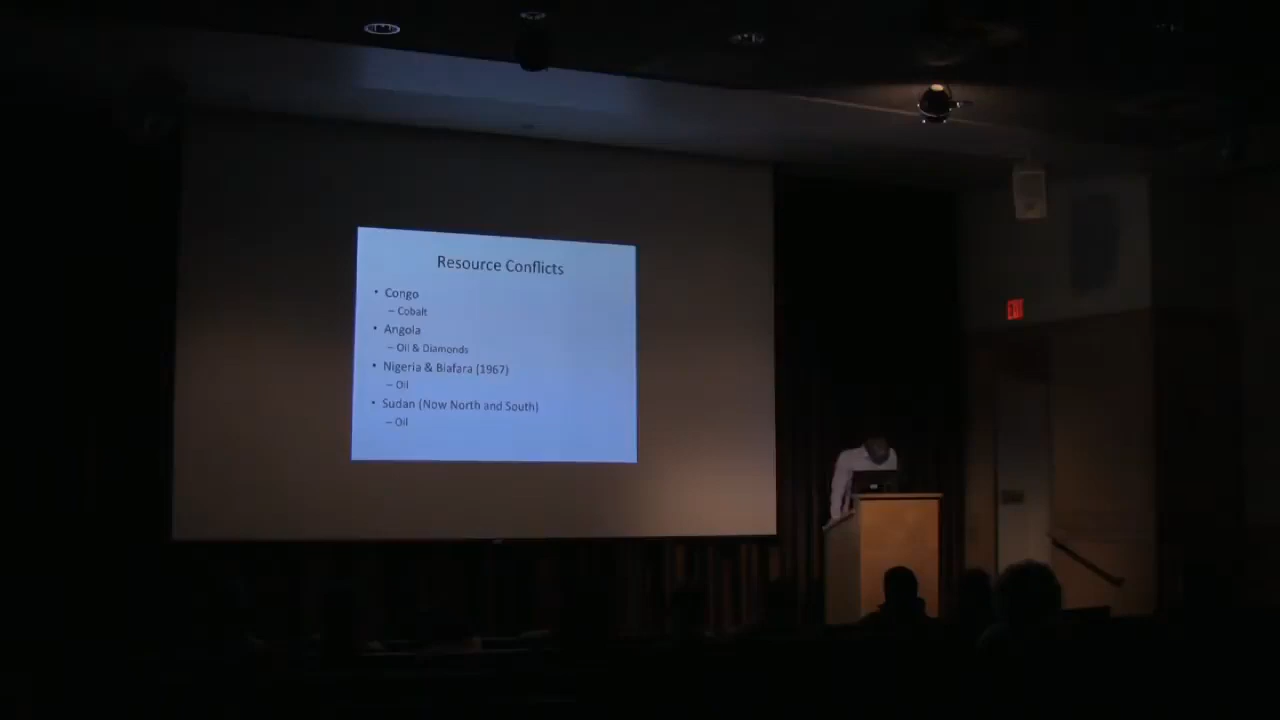 Resource Conflicts
• Congo
– Cobalt
• Angola
– Oil & Diamonds
• Nigeria & Biafara (1967)
– Oil
• Sudan (Now North and South)
– Oil